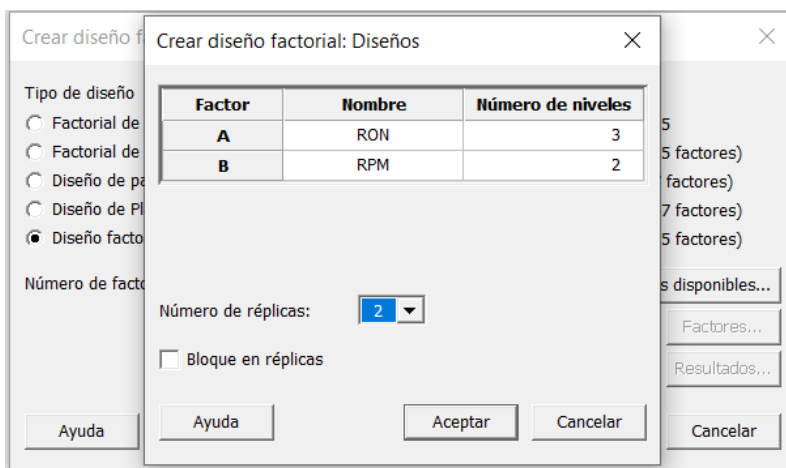 Crear diseño f
Crear diseño factorial: Diseños
Tipo de diseño
Factorial de
Factorial de
Diseño de
Diseño de Pl
Diseño facto
Número de facto
5
5 factores)
factores)
7 factores)
5 factores)
s disponibles...
Factores...
Resultados...
Ayuda
Cancelar
Factor Nombre Número de niveles
A RON 3
B RPM 2
Número de réplicas: 2
Bloque en réplicas
Ayuda Aceptar Cancelar